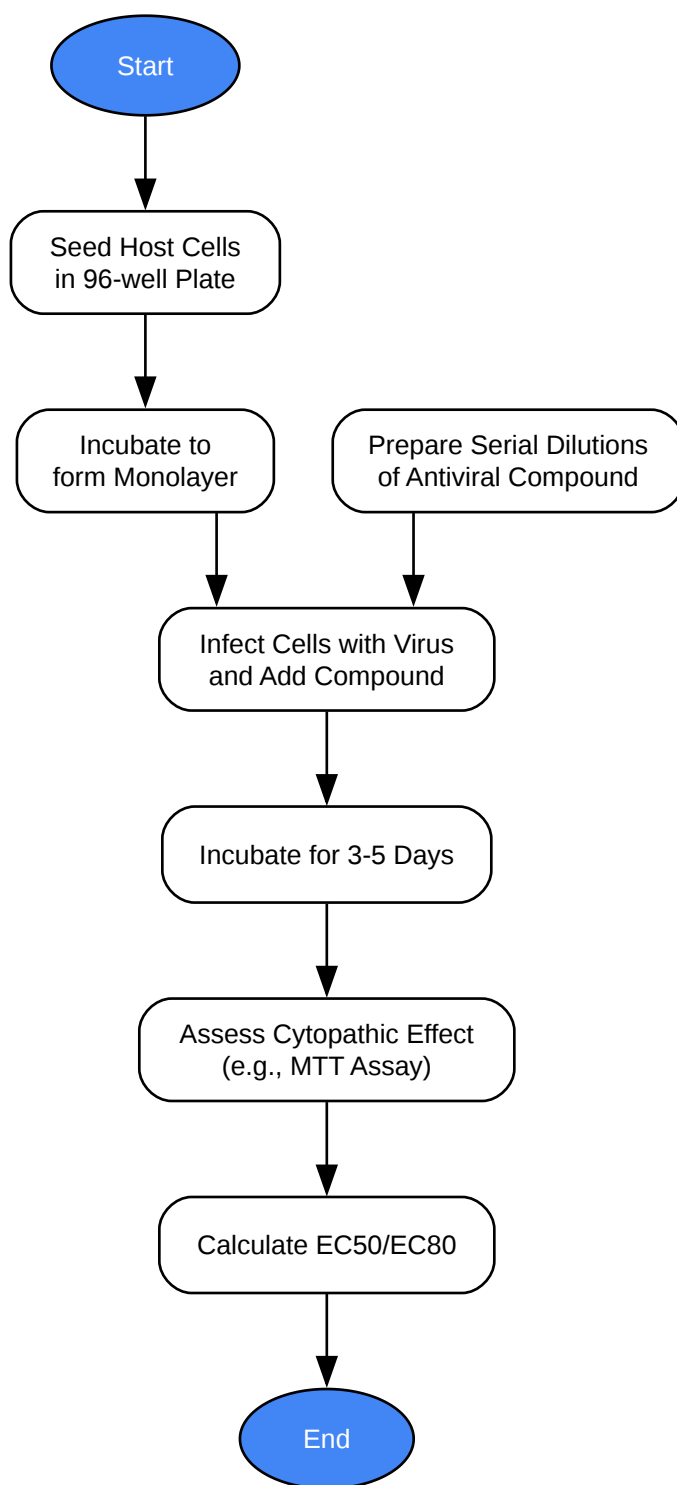 Start
Seed Host Cells
in 96-well Plate
Incubate to
form Monolayer
Prepare Serial Dilutions
of Antiviral Compound
Infect Cells with Virus
and Add Compound
Incubate for 3-5 Days
Assess Cytopathic Effect
(e.g., MTT Assay)
Calculate EC50/EC80
End